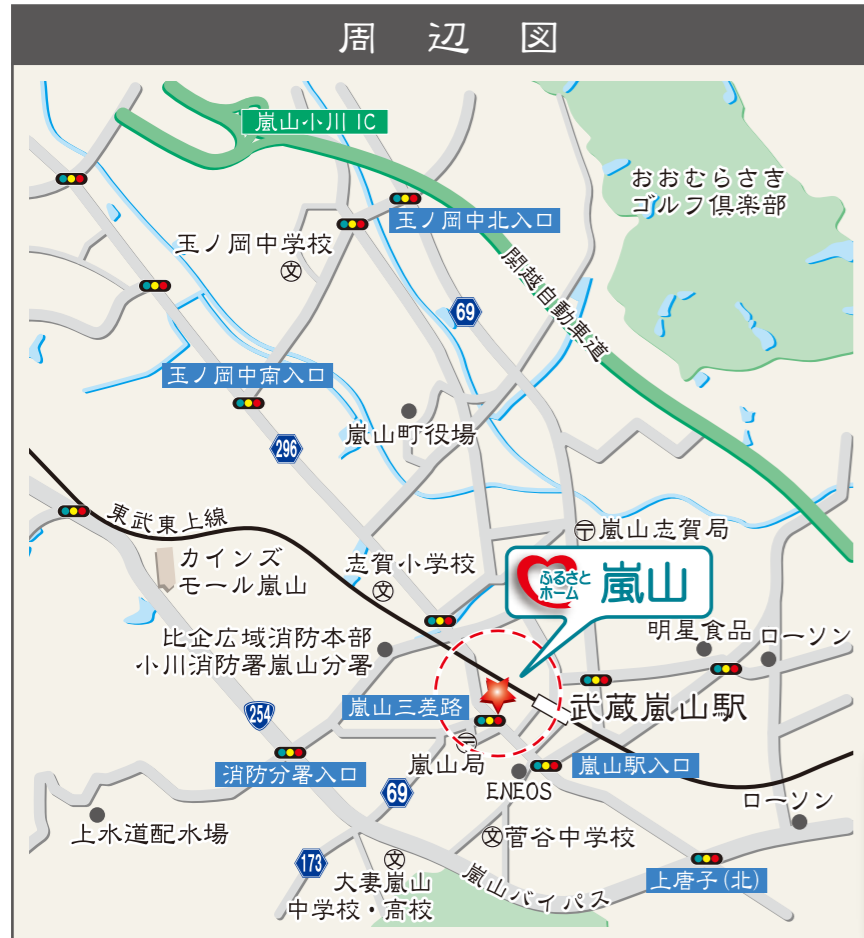 周辺図
嵐山小川IC
おおむらさき
ゴルフ倶楽部
玉ノ岡中北入口
玉ノ岡中学校
文
関越自動車道
69
玉ノ岡中南入口
嵐山町役場
296
東武東上線
〒嵐山志賀局
カインズ
モール嵐山
志賀小学校
文
ふるさと
ホーム
嵐山
明星食品
ローソン
比企広域消防本部
小川消防署嵐山分署
254
嵐山三差路
武蔵嵐山駅
〒
嵐山局
消防分署入口
嵐山駅入口
69
ENEOS
ローソン
上水道配水場
文菅谷中学校
173
文
大妻嵐山
中学校・高校
嵐山バイパス
上唐子(北)